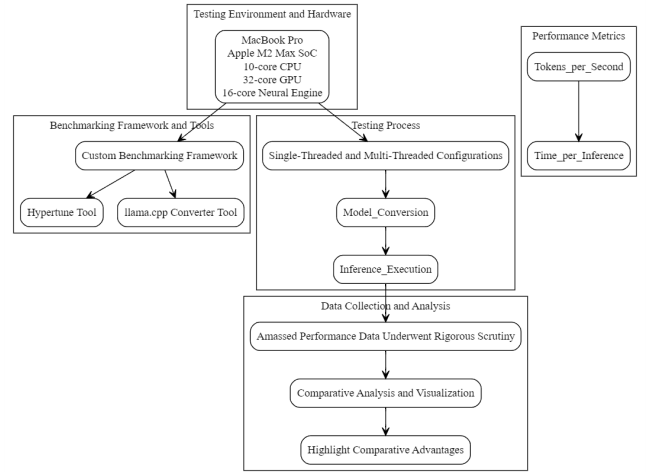 Testing Environment and Hardware
MacBook Pro
Apple M2 Max SoC
10-core CPU
32-core GPU
16-core Neural Engine
Performance Metrics
Tokens_per_Second
Time_per_Inference
Benchmarking Framework and Tools
Custom Benchmarking Framework
Hypertune Tool
llama.cpp Converter Tool
Testing Process
Single-Threaded and Multi-Threaded Configurations
Model_Conversion
Inference_Execution
Data Collection and Analysis
Amassed Performance Data Underwent Rigorous Scrutiny
Comparative Analysis and Visualization
Highlight Comparative Advantages